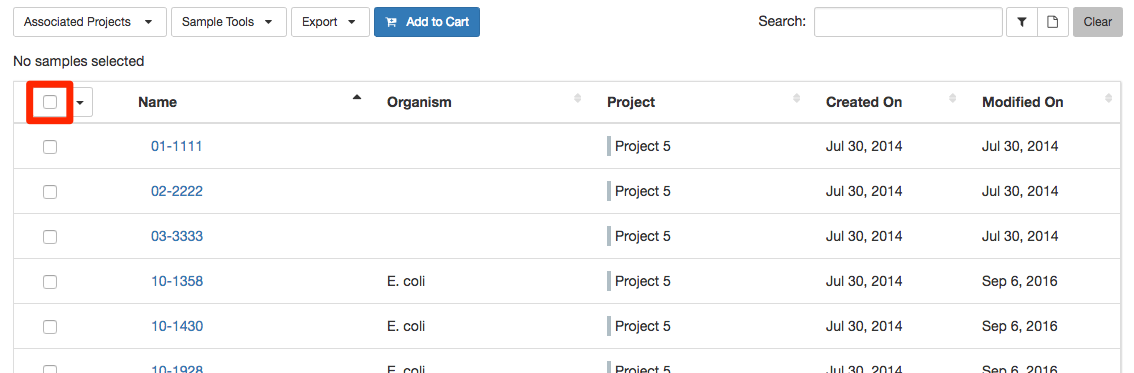 Associated Projects Sample Tools Export Add to Cart Search: Clear
No samples selected
Name Organism Project Created On Modified On
01-1111 Project 5 Jul 30, 2014 Jul 30, 2014
02-2222 Project 5 Jul 30, 2014 Jul 30, 2014
03-3333 Project 5 Jul 30, 2014 Jul 30, 2014
10-1358 E. coli Project 5 Jul 30, 2014 Sep 6, 2016
10-1430 E. coli Project 5 Jul 30, 2014 Sep 6, 2016
10-1928 E. coli Project 5 Jul 30, 2014 Sep 6, 2016